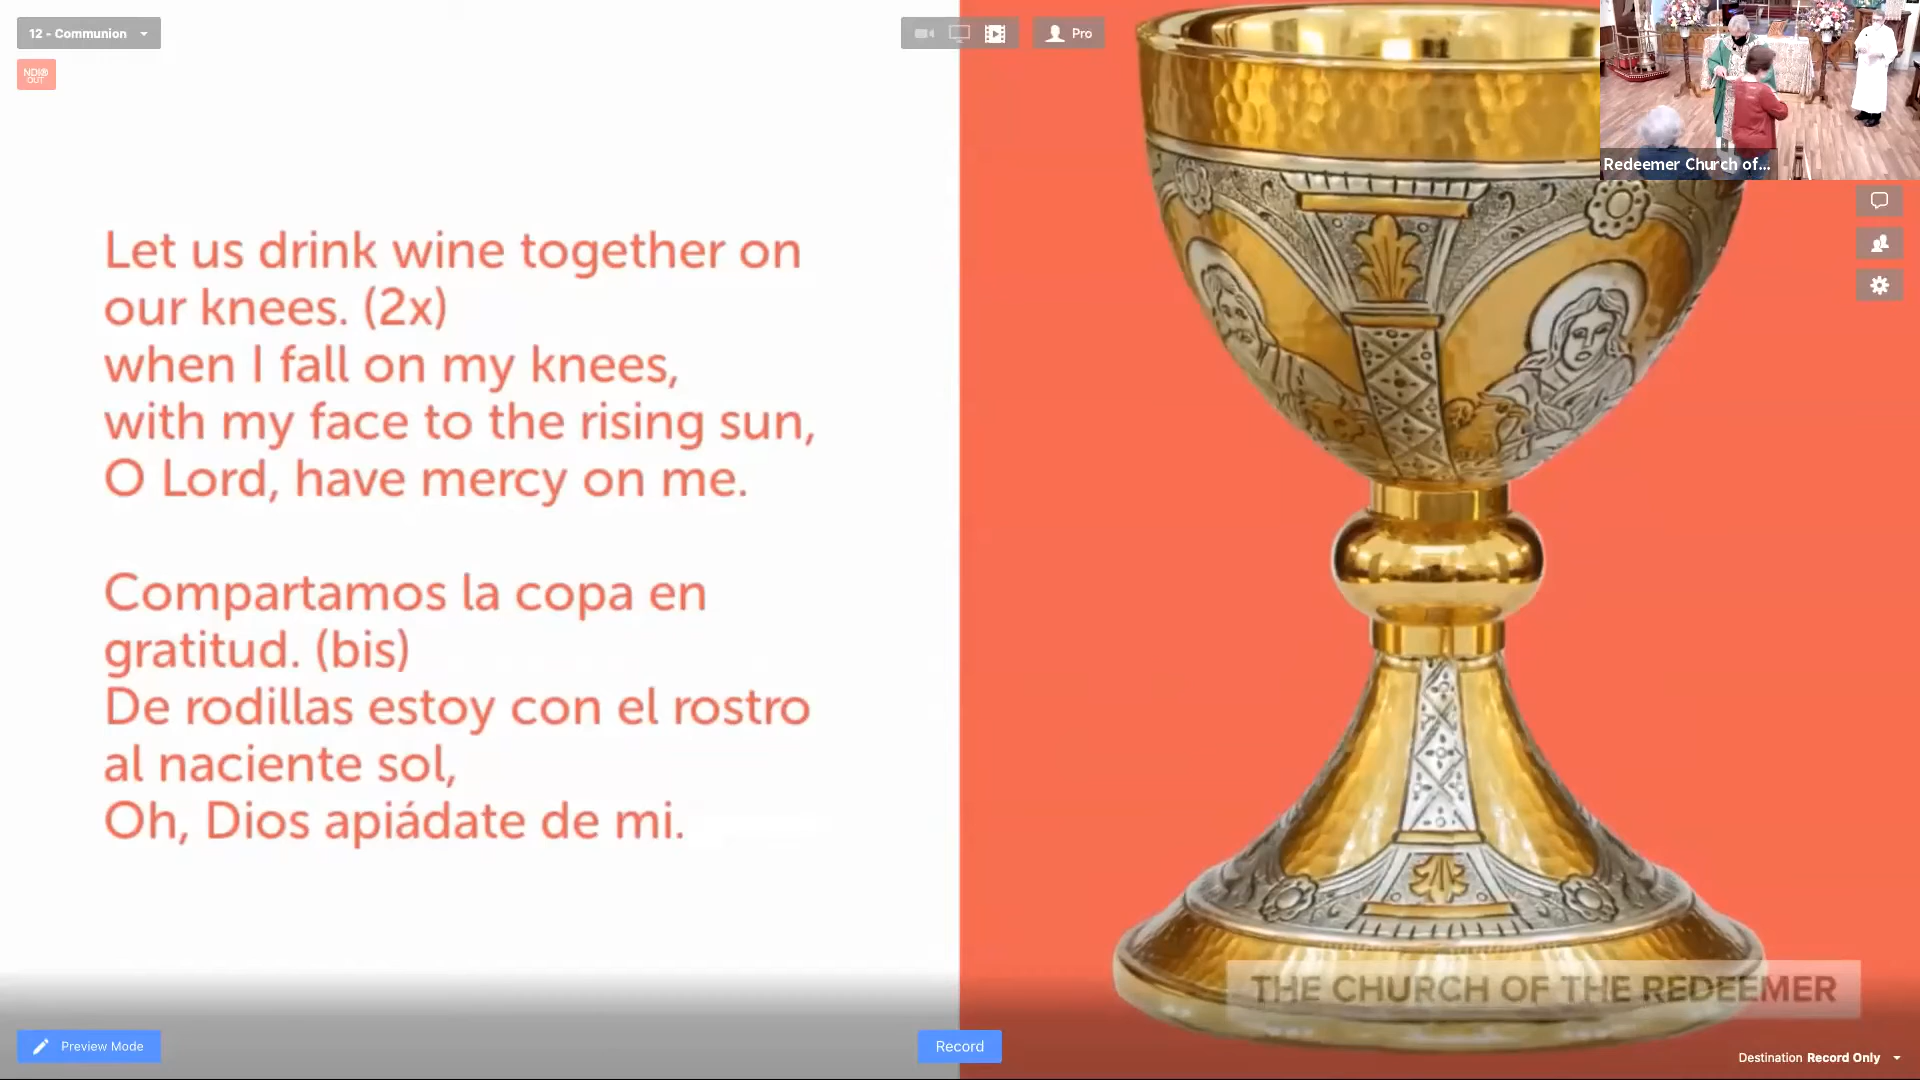 12 - Communion
Pro
NDI®
OUT
Redeemer Church of...
Let us drink wine together on
our knees. (2x)
when I fall on my knees,
with my face to the rising sun,
O Lord, have mercy on me.
Compartamos la copa en
gratitud. (bis)
De rodillas estoy con el rostro
al naciente sol,
Oh, Dios apiádate de mi.
THE CHURCH OF THE REDEEMER
Preview Mode
Record
Destination Record Only